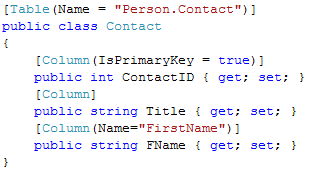 [Table(Name = "Person.Contact")]
public class Contact
{
    [Column(IsPrimaryKey = true)]
    public int ContactID { get; set; }
    [Column]
    public string Title { get; set; }
    [Column(Name="FirstName")]
    public string FName { get; set; }
}